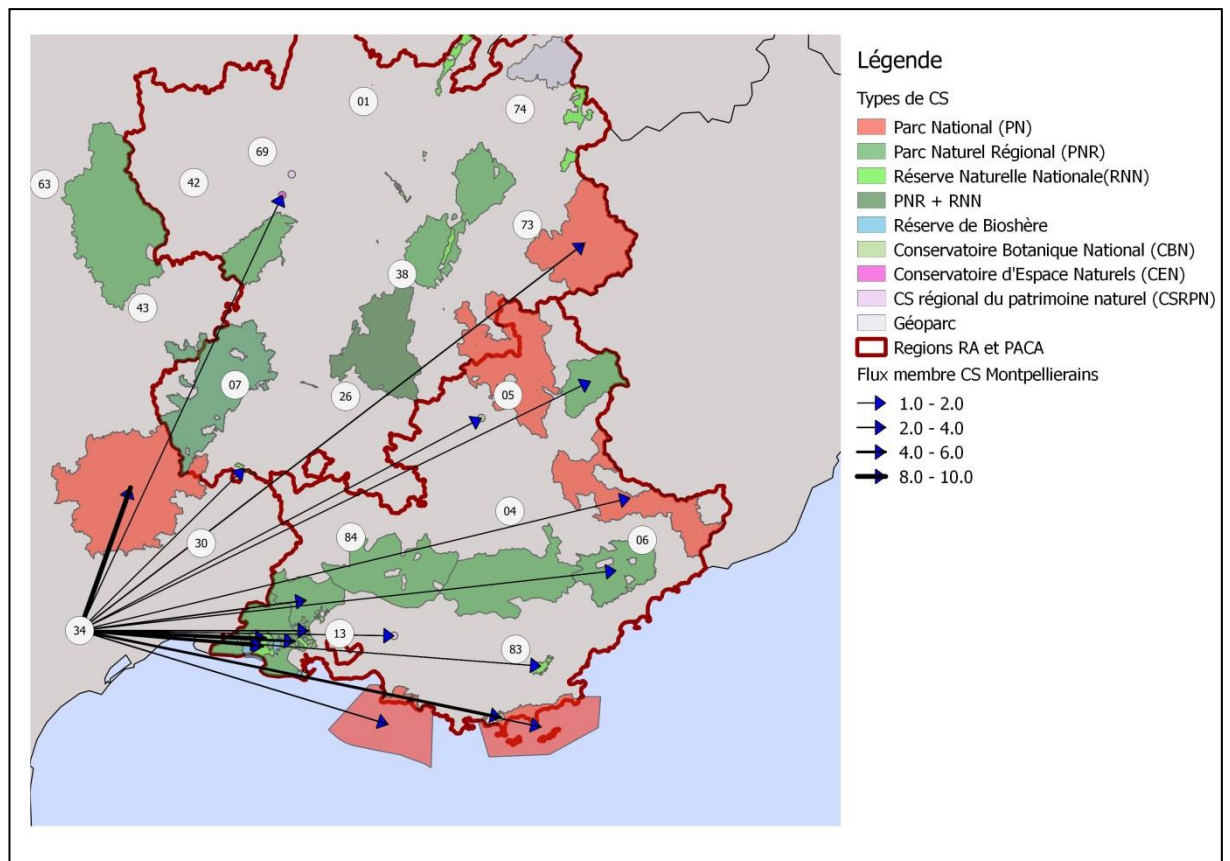 01
74
69
63
42
73
38
43
07
26
05
04
30
84
06
34
13
83
Légende
Types de CS
Parc National (PN)
Parc Naturel Régional (PNR)
Réserve Naturelle Nationale(RNN)
PNR + RNN
Réserve de Bioshère
Conservatoire Botanique National (CBN)
Conservatoire d'Espace Naturels (CEN)
CS régional du patrimoine naturel (CSRPN)
Géoparc
Regions RA et PACA
Flux membre CS Montpellierains
1.0 - 2.0
2.0 - 4.0
4.0 - 6.0
8.0 - 10.0